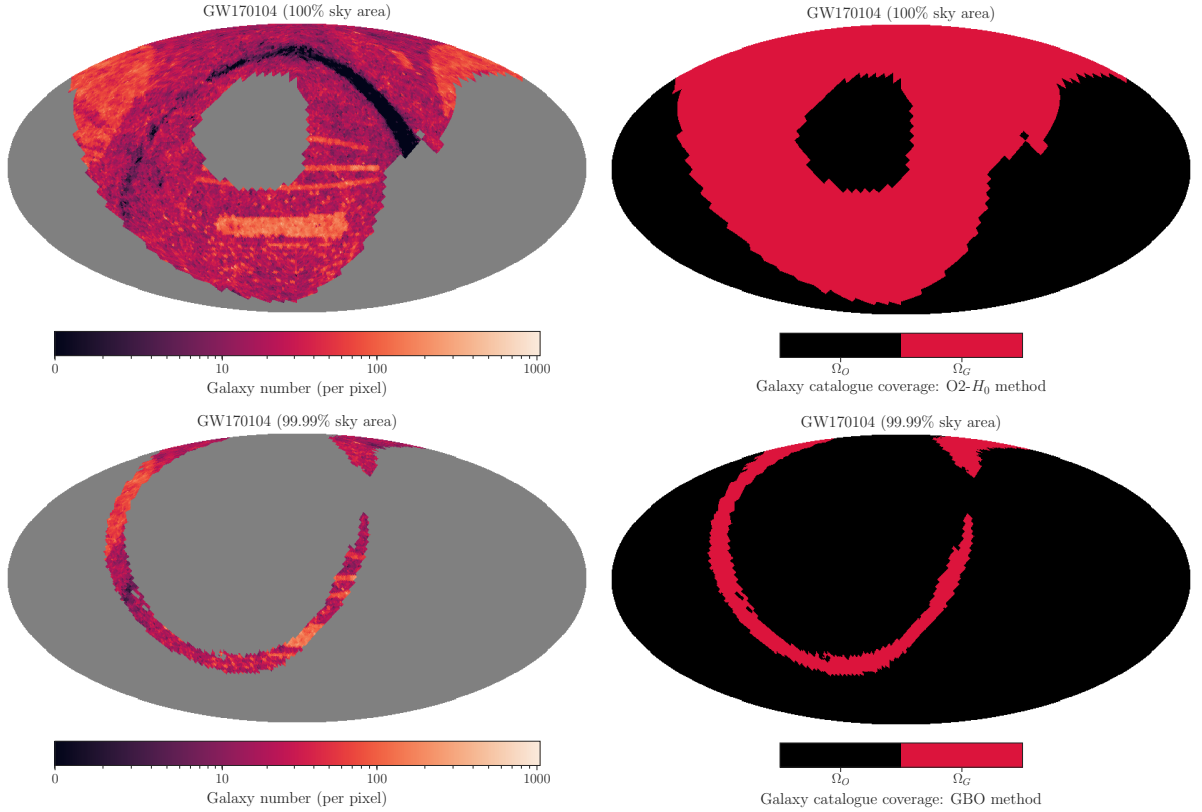 GW170104 (100% sky area)
GW170104 (100% sky area)
0 10 100 1000
Galaxy number (per pixel)
Ω_O Ω_G
Galaxy catalogue coverage: O2-H_0 method
GW170104 (99.99% sky area)
GW170104 (99.99% sky area)
0 10 100 1000
Galaxy number (per pixel)
Ω_O Ω_G
Galaxy catalogue coverage: GBO method